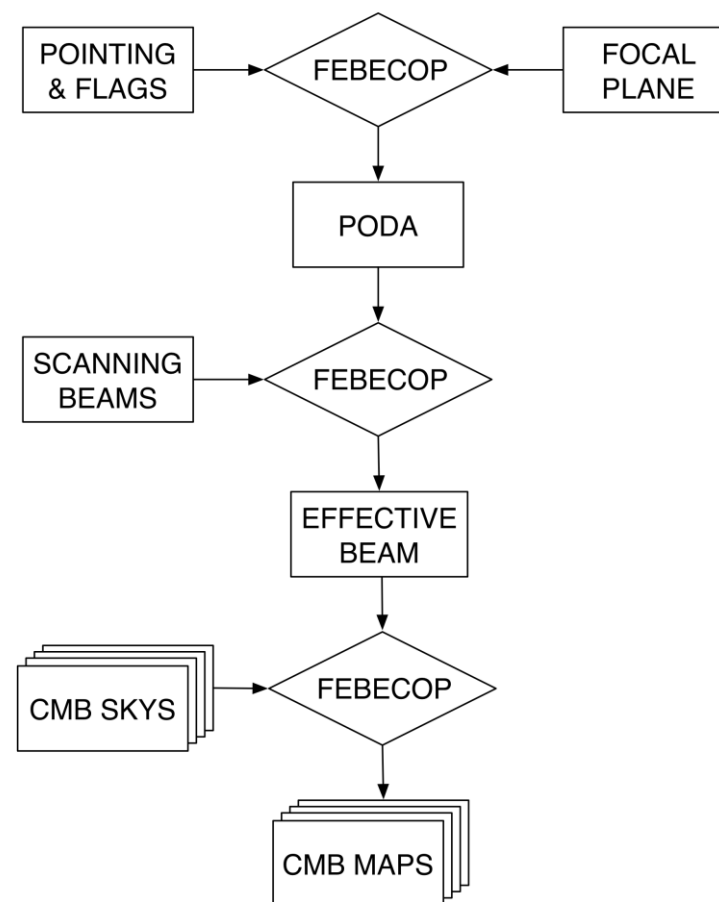 POINTING
& FLAGS
FEBECOP
FOCAL
PLANE
PODA
SCANNING
BEAMS
FEBECOP
EFFECTIVE
BEAM
CMB SKYS
FEBECOP
CMB MAPS